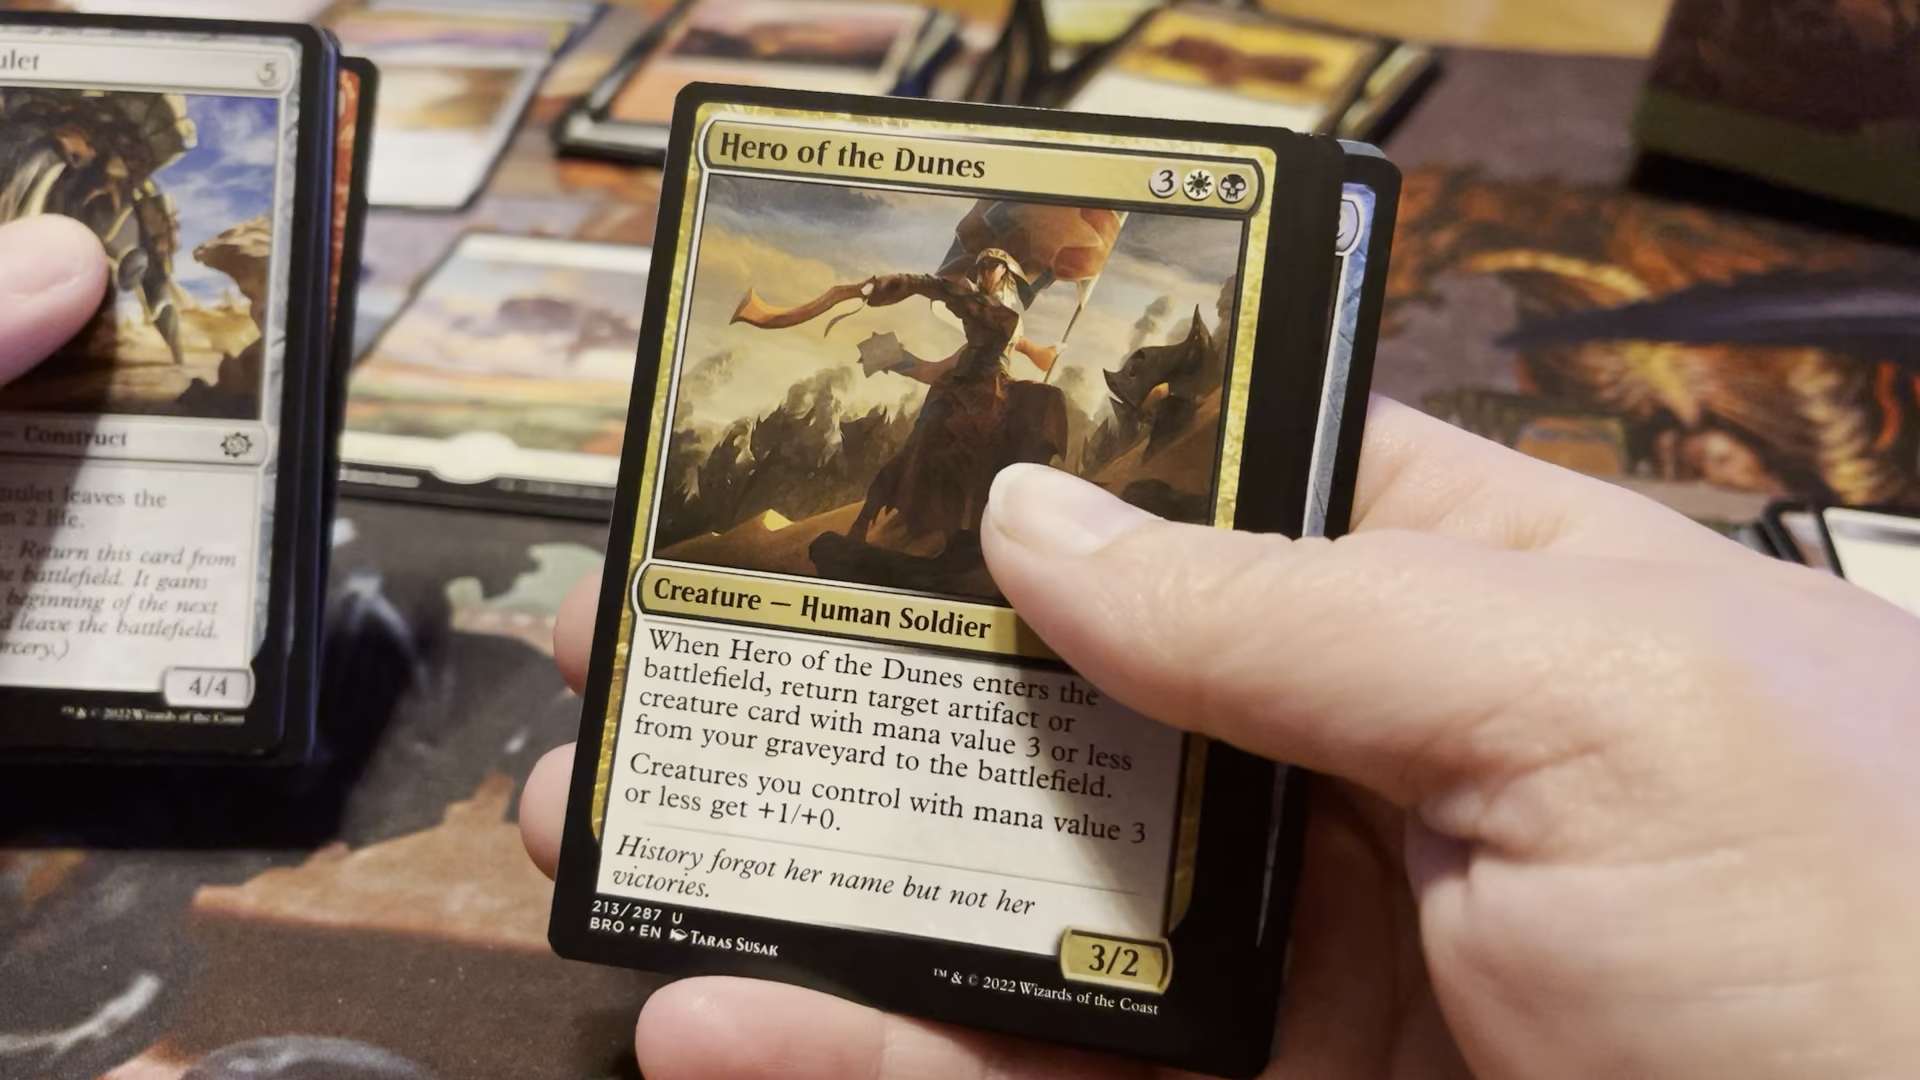 ulet 5
Construct
mulet leaves the
2 life.
: Return this card from
battlefield. It gains
beginning of the next
leave the battlefield.
4/4
™ & © 2022 Wizards of the Coast
Hero of the Dunes
3
Creature — Human Soldier
When Hero of the Dunes enters the
battlefield, return target artifact or
creature card with mana value 3 or less
from your graveyard to the battlefield.
Creatures you control with mana value 3
or less get +1/+0.
History forgot her name but not her
victories.
213/287 U
BRO • EN Taras Susak
3/2
™ & © 2022 Wizards of the Coast